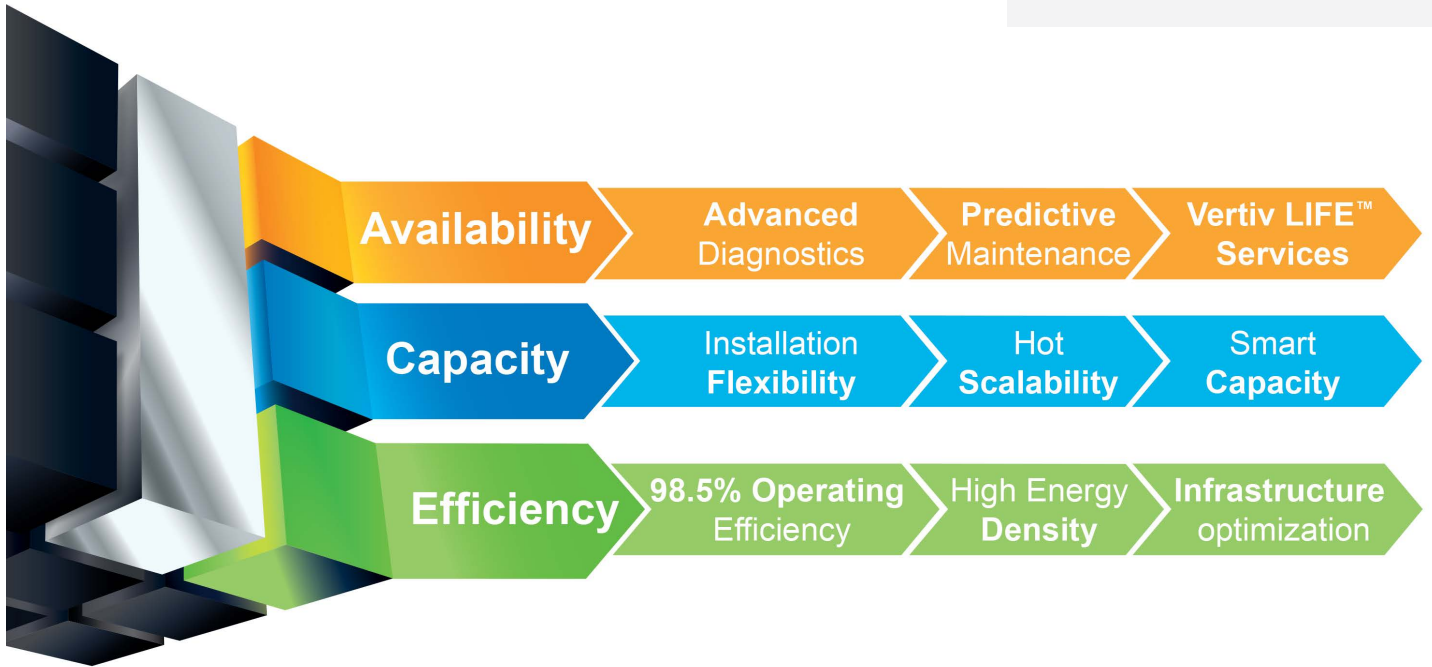 Availability
Advanced
Diagnostics
Predictive
Maintenance
Vertiv LIFE™
Services
Capacity
Installation
Flexibility
Hot
Scalability
Smart
Capacity
Efficiency
98.5% Operating
Efficiency
High Energy
Density
Infrastructure
optimization